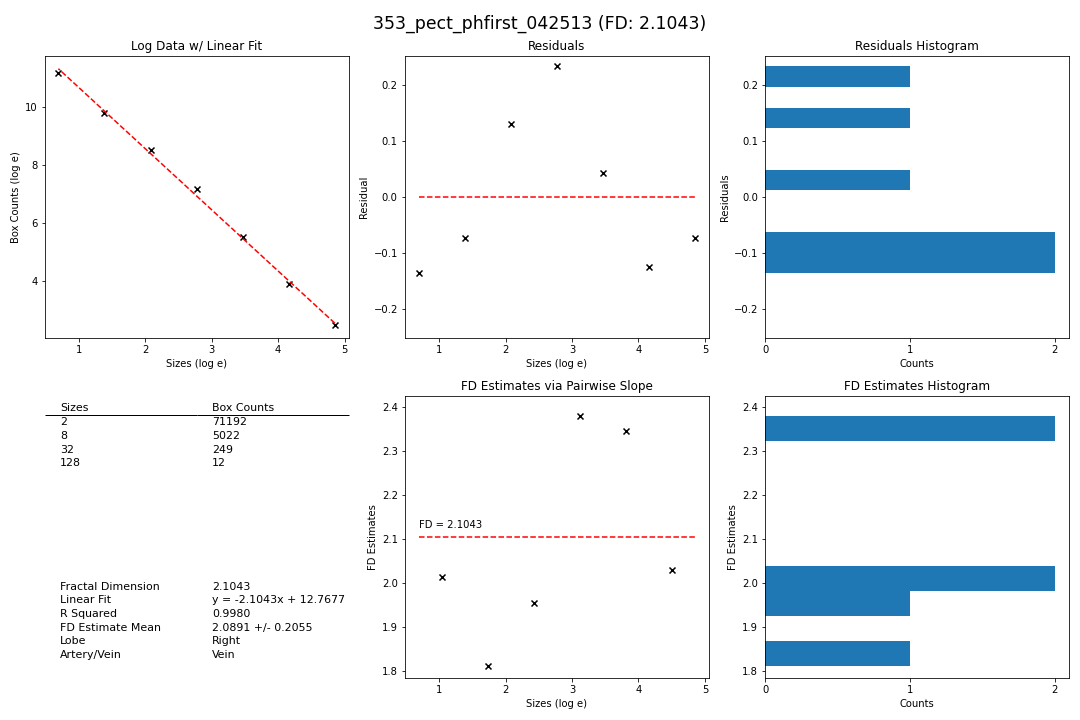 353_pect_phfirst_042513 (FD: 2.1043)
Log Data w/ Linear Fit
Box Counts (log e)
10
8
6
4
1 2 3 4 5
Sizes (log e)
Residuals
Residual
0.2
0.1
0.0
−0.1
−0.2
1 2 3 4 5
Sizes (log e)
Residuals Histogram
Residuals
0.2
0.1
0.0
−0.1
−0.2
0 1 2
Counts
Sizes Box Counts
2 71192
8 5022
32 249
128 12
Fractal Dimension 2.1043
Linear Fit y = -2.1043x + 12.7677
R Squared 0.9980
FD Estimate Mean 2.0891 +/- 0.2055
Lobe Right
Artery/Vein Vein
FD Estimates via Pairwise Slope
FD Estimates
2.4
2.3
2.2
2.1
2.0
1.9
1.8
FD = 2.1043
1 2 3 4 5
Sizes (log e)
FD Estimates Histogram
FD Estimates
2.4
2.3
2.2
2.1
2.0
1.9
1.8
0 1 2
Counts